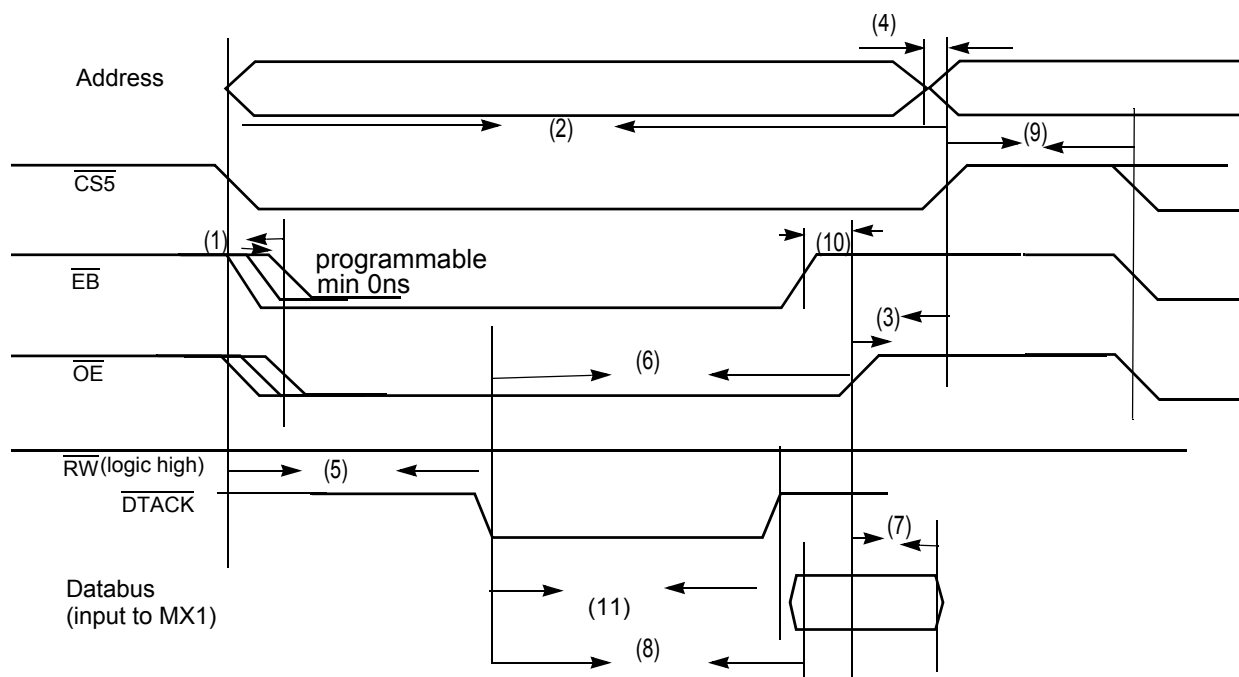 (4)
Address
(2)
(9)
CS5
(1)
(10)
programmable
min 0ns
EB
(3)
(6)
OE
RW(logic high)
(5)
DTACK
(7)
Databus
(input to MX1)
(11)
(8)